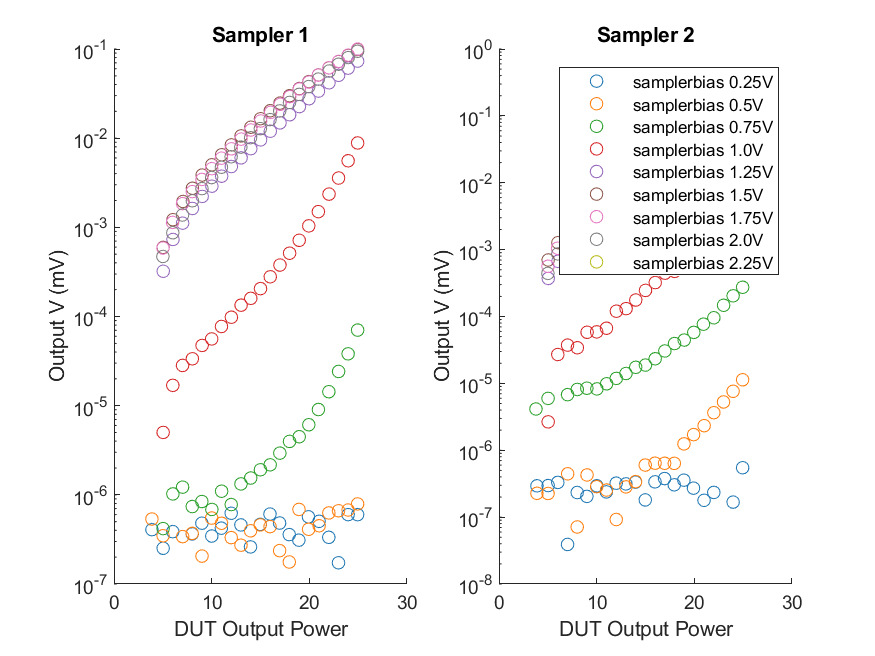 Sampler 1
Output V (mV)
10^-1
10^-2
10^-3
10^-4
10^-5
10^-6
10^-7
0
10
20
30
DUT Output Power
Sampler 2
Output V (mV)
10^0
10^-1
10^-2
10^-3
10^-4
10^-5
10^-6
10^-7
10^-8
samplerbias 0.25V
samplerbias 0.5V
samplerbias 0.75V
samplerbias 1.0V
samplerbias 1.25V
samplerbias 1.5V
samplerbias 1.75V
samplerbias 2.0V
samplerbias 2.25V
0
10
20
30
DUT Output Power